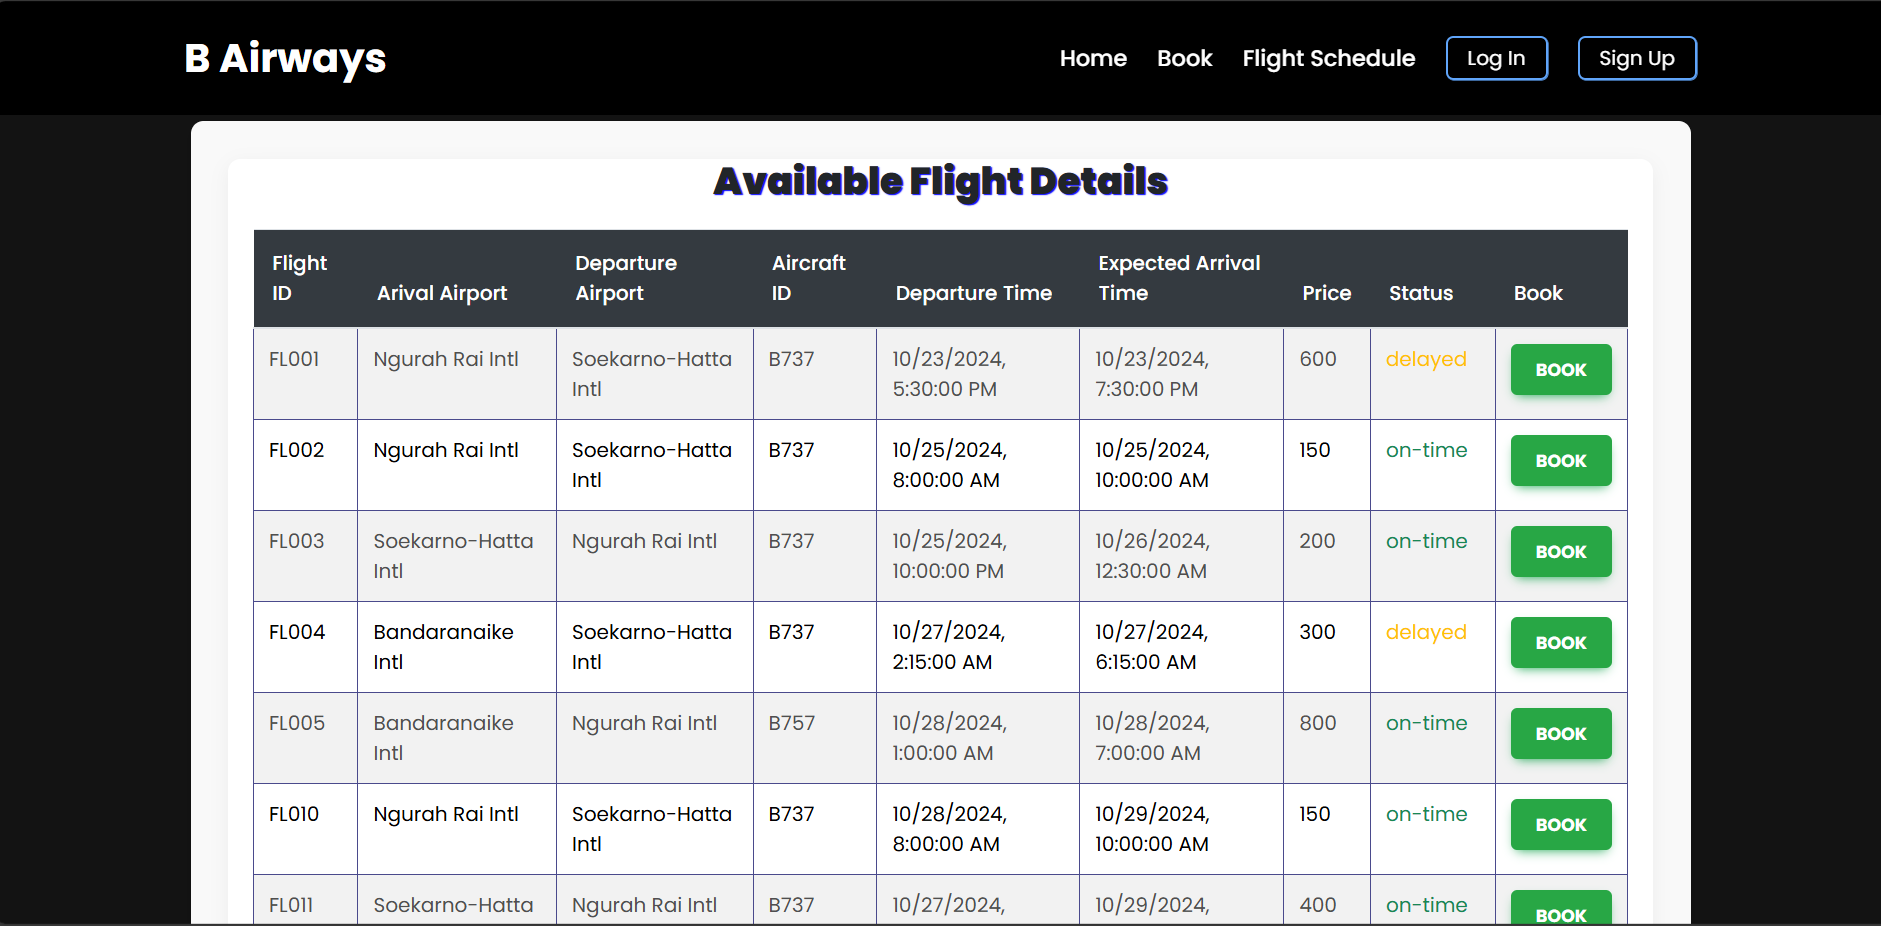 B Airways
Home Book Flight Schedule Log In Sign Up
Available Flight Details
Flight ID Arival Airport Departure Airport Aircraft ID Departure Time Expected Arrival Time Price Status Book
FL001 Ngurah Rai Intl Soekarno-Hatta Intl B737 10/23/2024, 5:30:00 PM 10/23/2024, 7:30:00 PM 600 delayed BOOK
FL002 Ngurah Rai Intl Soekarno-Hatta Intl B737 10/25/2024, 8:00:00 AM 10/25/2024, 10:00:00 AM 150 on-time BOOK
FL003 Soekarno-Hatta Intl Ngurah Rai Intl B737 10/25/2024, 10:00:00 PM 10/26/2024, 12:30:00 AM 200 on-time BOOK
FL004 Bandaranaike Intl Soekarno-Hatta Intl B737 10/27/2024, 2:15:00 AM 10/27/2024, 6:15:00 AM 300 delayed BOOK
FL005 Bandaranaike Intl Ngurah Rai Intl B757 10/28/2024, 1:00:00 AM 10/28/2024, 7:00:00 AM 800 on-time BOOK
FL010 Ngurah Rai Intl Soekarno-Hatta Intl B737 10/28/2024, 8:00:00 AM 10/29/2024, 10:00:00 AM 150 on-time BOOK
FL011 Soekarno-Hatta Ngurah Rai Intl B737 10/27/2024, 10/29/2024, 400 on-time BOOK